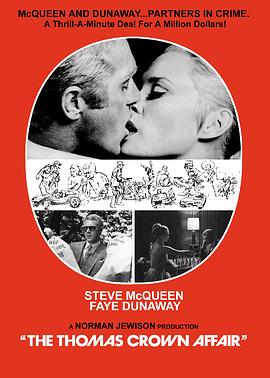 McQUEEN AND DUNAWAY...PARTNERS IN CRIME.
A Thrill-A-Minute Deal For A Million Dollars!
STEVE McQUEEN
FAYE DUNAWAY
A NORMAN JEWISON PRODUCTION
"THE THOMAS CROWN AFFAIR"